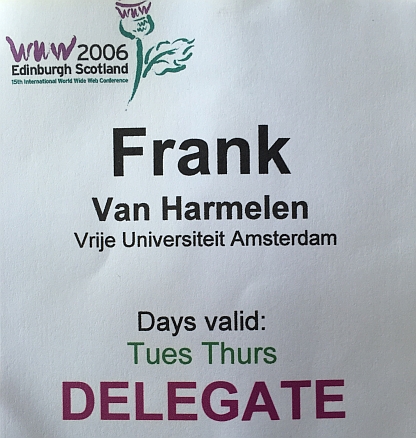 www2006
Edinburgh Scotland
15th International World Wide Web Conference
www
Frank
Van Harmelen
Vrije Universiteit Amsterdam
Days valid:
Tues Thurs
DELEGATE